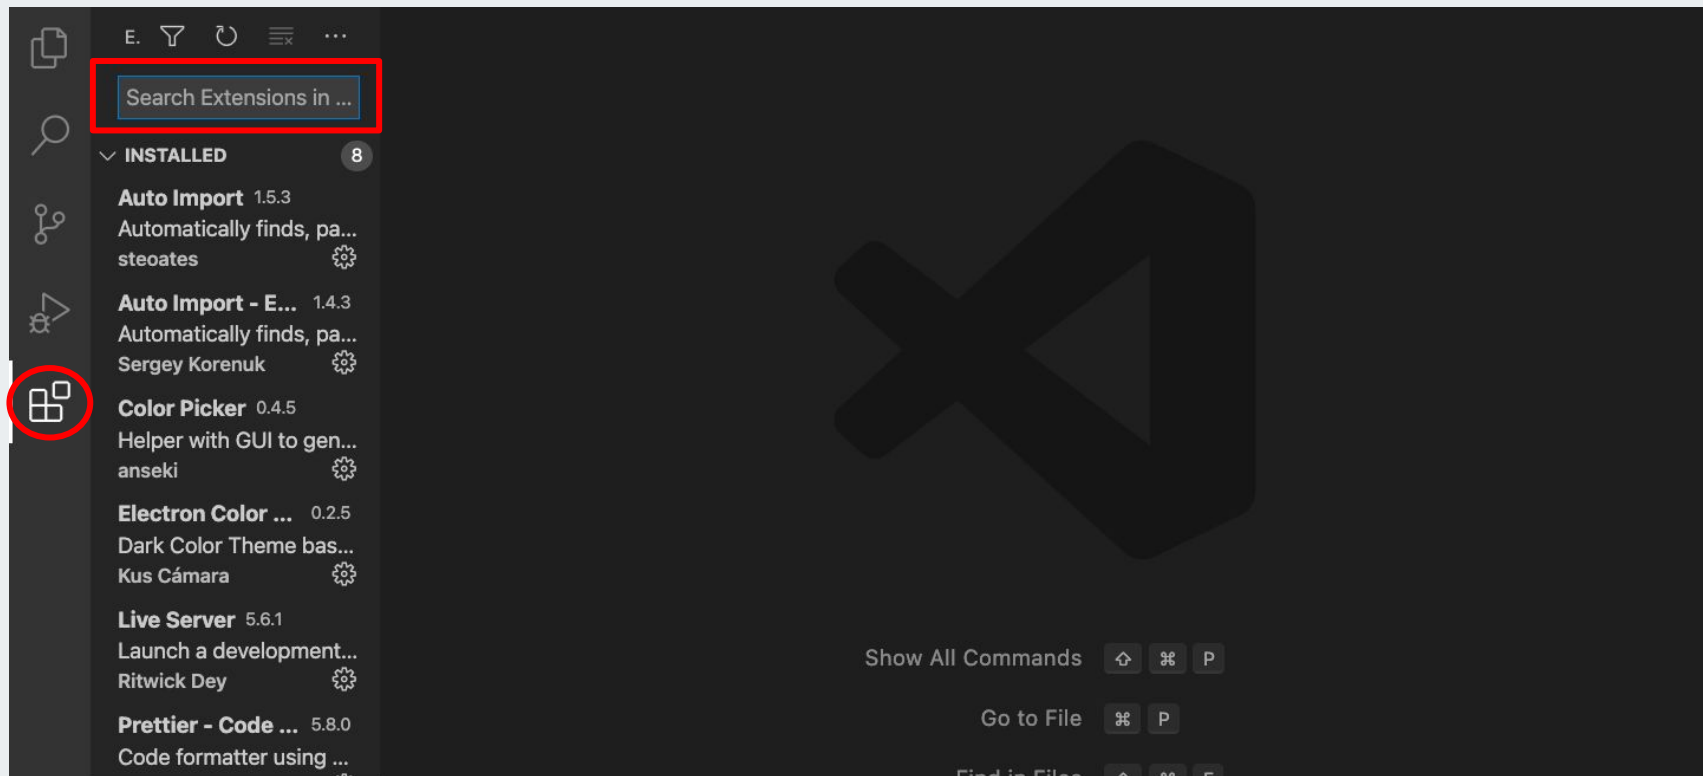 E.
Search Extensions in ...
INSTALLED 8
Auto Import 1.5.3
Automatically finds, pa...
steoates
Auto Import - E... 1.4.3
Automatically finds, pa...
Sergey Korenuk
Color Picker 0.4.5
Helper with GUI to gen...
anseki
Electron Color ... 0.2.5
Dark Color Theme bas...
Kus Cámara
Live Server 5.6.1
Launch a development...
Ritwick Dey
Prettier - Code ... 5.8.0
Code formatter using ...
Show All Commands ⇧ ⌘ P
Go to File ⌘ P
Find in Files ⇧ ⌘ F